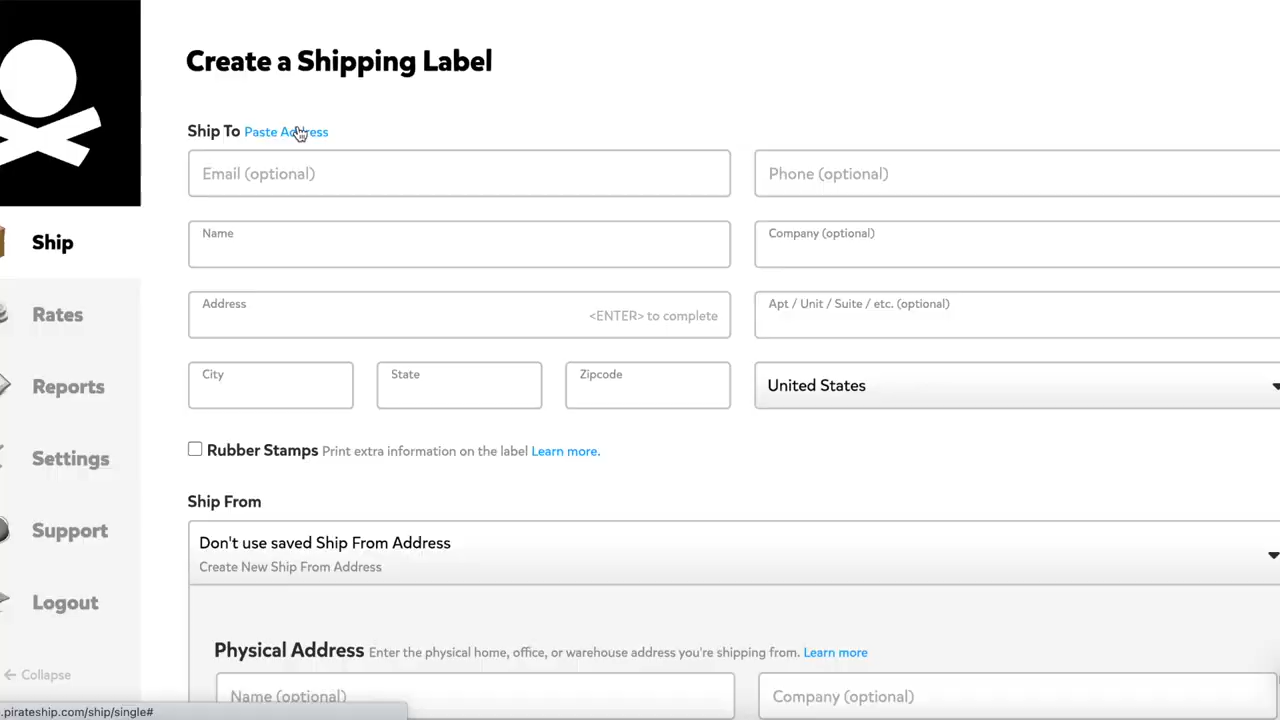 Create a Shipping Label
Ship To Paste Address
Email (optional)
Phone (optional)
Name
Company (optional)
Address
<ENTER> to complete
Apt / Unit / Suite / etc. (optional)
City
State
Zipcode
United States
Rubber Stamps Print extra information on the label Learn more.
Ship From
Don't use saved Ship From Address
Create New Ship From Address
Physical Address Enter the physical home, office, or warehouse address you're shipping from. Learn more
Name (optional)
Company (optional)
Ship
Rates
Reports
Settings
Support
Logout
Collapse
.pirateship.com/ship/single#